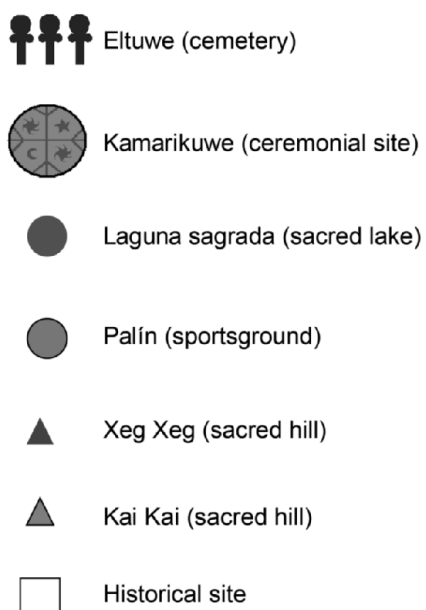 Eltuwe (cemetery)
Kamarikuwe (ceremonial site)
Laguna sagrada (sacred lake)
Palín (sportsground)
Xeg Xeg (sacred hill)
Kai Kai (sacred hill)
Historical site